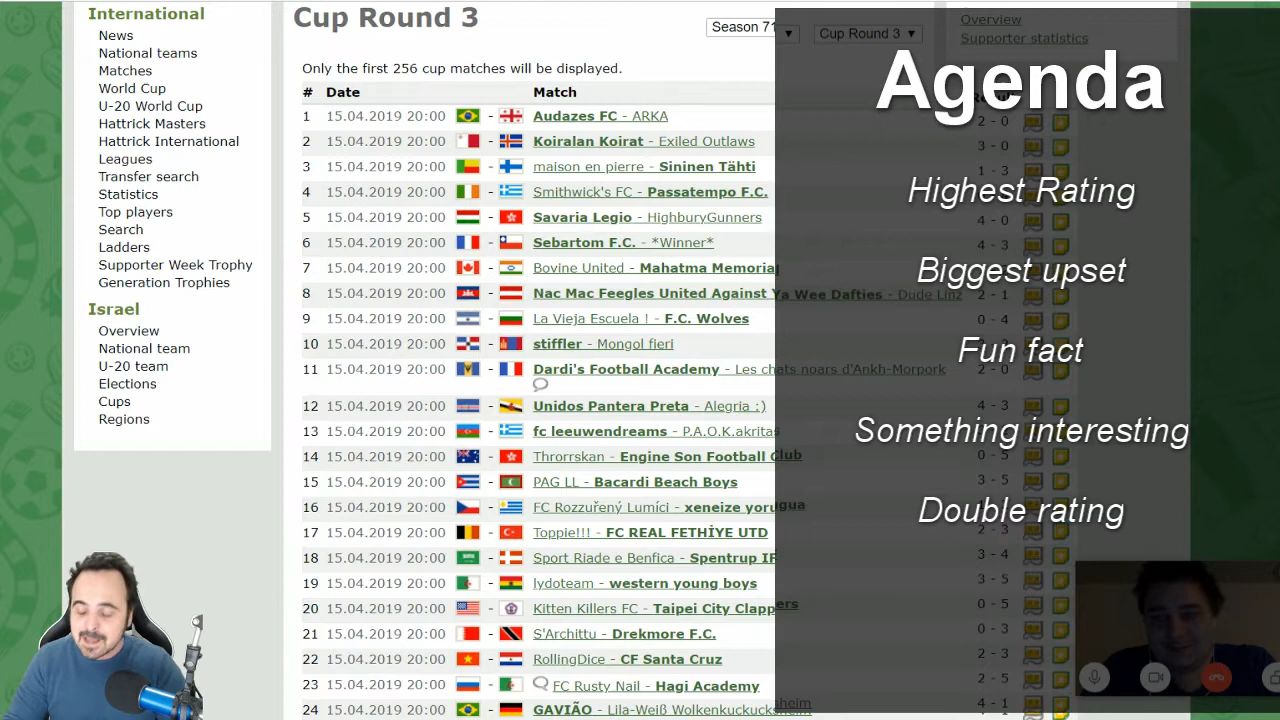 International
News
National teams
Matches
World Cup
U-20 World Cup
Hattrick Masters
Hattrick International
Leagues
Transfer search
Statistics
Top players
Search
Ladders
Supporter Week Trophy
Generation Trophies
Israel
Overview
National team
U-20 team
Elections
Cups
Regions
Cup Round 3
Season 71
Cup Round 3
Overview
Supporter statistics
Only the first 256 cup matches will be displayed.
# Date Match
1 15.04.2019 20:00 - Audazes FC - ARKA 2 - 0
2 15.04.2019 20:00 - Koiralan Koirat - Exiled Outlaws 3 - 0
3 15.04.2019 20:00 - maison en pierre - Sininen Tähti 1 - 3
4 15.04.2019 20:00 - Smithwick's FC - Passatempo F.C.
5 15.04.2019 20:00 - Savaria Legio - HighburyGunners 4 - 0
6 15.04.2019 20:00 - Sebartom F.C. - *Winner* 4 - 3
7 15.04.2019 20:00 - Bovine United - Mahatma Memorial
8 15.04.2019 20:00 - Nac Mac Feegles United Against Ya Wee Dafties - Dude Linz 2 - 1
9 15.04.2019 20:00 - La Vieja Escuela ! - F.C. Wolves 0 - 4
10 15.04.2019 20:00 - stiffler - Mongol fieri
11 15.04.2019 20:00 - Dardi's Football Academy - Les chats noars d'Ankh-Morpork 2 - 0
12 15.04.2019 20:00 - Unidos Pantera Preta - Alegria :) 4 - 3
13 15.04.2019 20:00 - fc leeuwendreams - P.A.O.K.akritas
14 15.04.2019 20:00 - Throrrskan - Engine Son Football Club 0 - 5
15 15.04.2019 20:00 - PAG LL - Bacardi Beach Boys 3 - 5
16 15.04.2019 20:00 - FC Rozzuřený Lumíci - xeneize yorugua
17 15.04.2019 20:00 - Toppie!!! - FC REAL FETHİYE UTD 2 - 3
18 15.04.2019 20:00 - Sport Riade e Benfica - Spentrup IF 3 - 4
19 15.04.2019 20:00 - lydoteam - western young boys 3 - 5
20 15.04.2019 20:00 - Kitten Killers FC - Taipei City Clappers 0 - 5
21 15.04.2019 20:00 - S'Archittu - Drekmore F.C. 0 - 3
22 15.04.2019 20:00 - RollingDice - CF Santa Cruz 2 - 3
23 15.04.2019 20:00 - FC Rusty Nail - Hagi Academy 2 - 5
24 15.04.2019 20:00 - GAVIÃO - Lila-Weiß Wolkenkuckucksheim 4 - 1
Agenda
Highest Rating
Biggest upset
Fun fact
Something interesting
Double rating